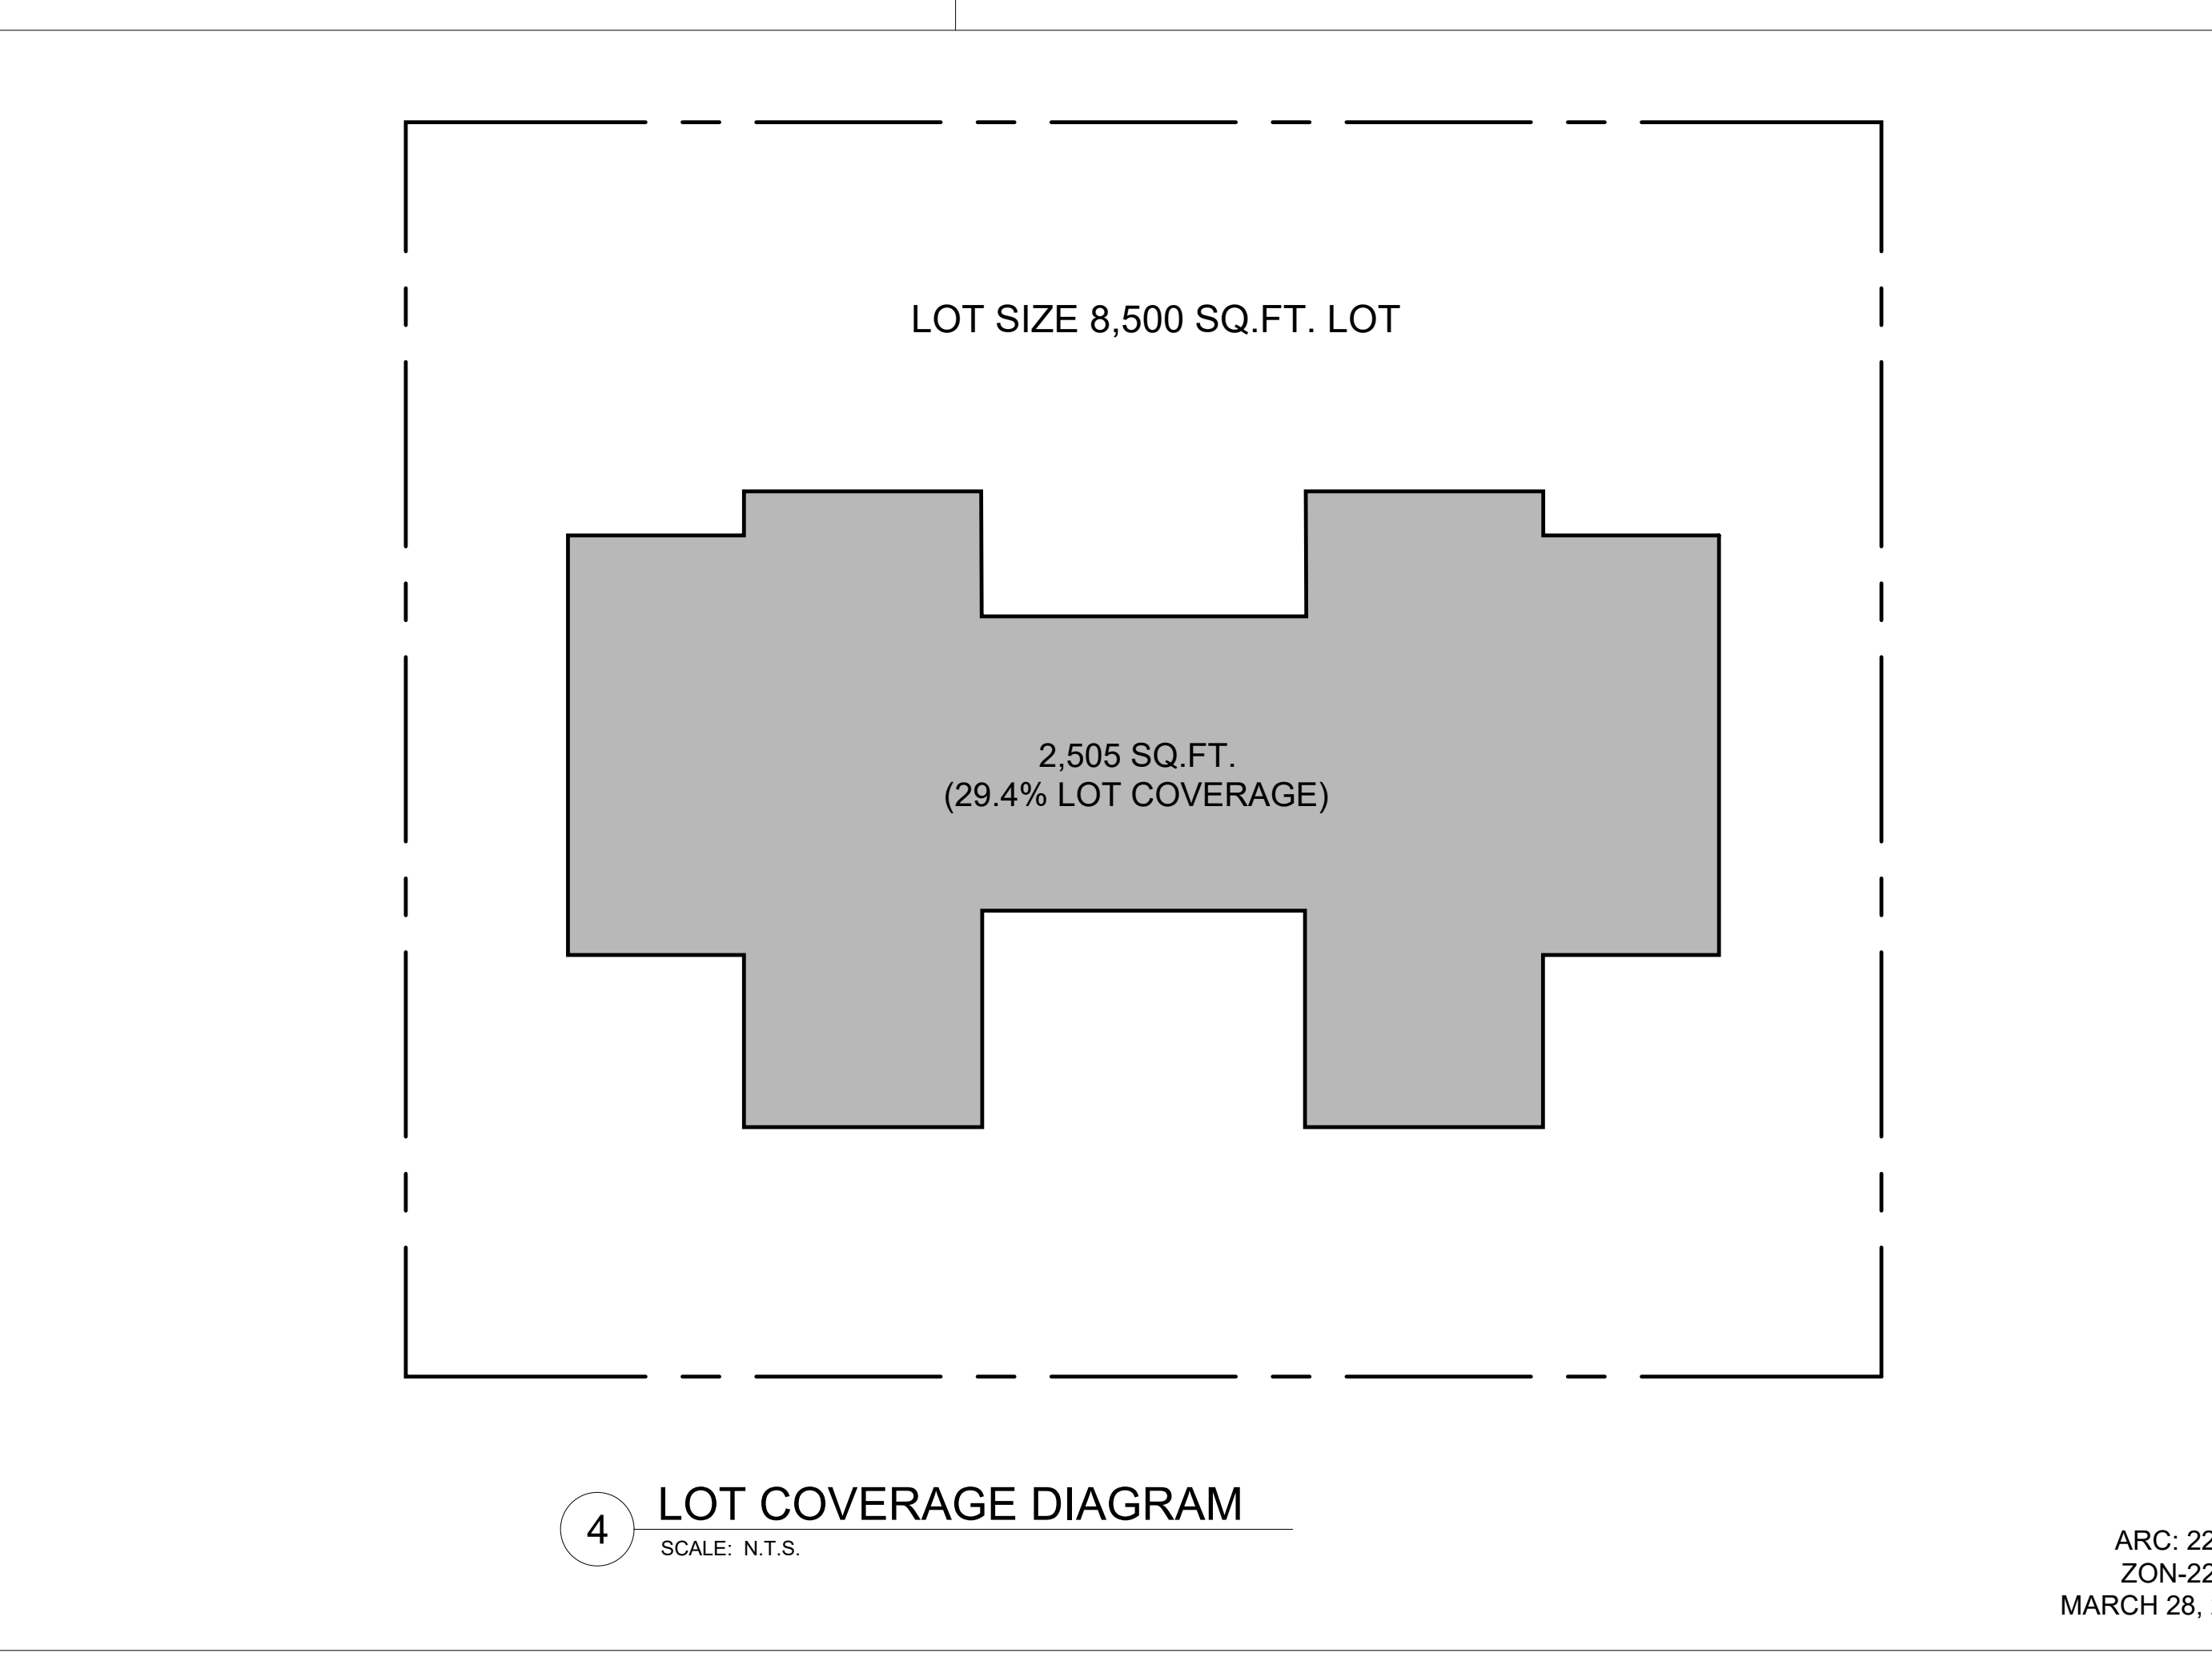 LOT SIZE 8,500 SQ.FT. LOT
2,505 SQ.FT.
(29.4% LOT COVERAGE)
4
LOT COVERAGE DIAGRAM
SCALE: N.T.S.
ARC: 22
ZON-22
MARCH 28,